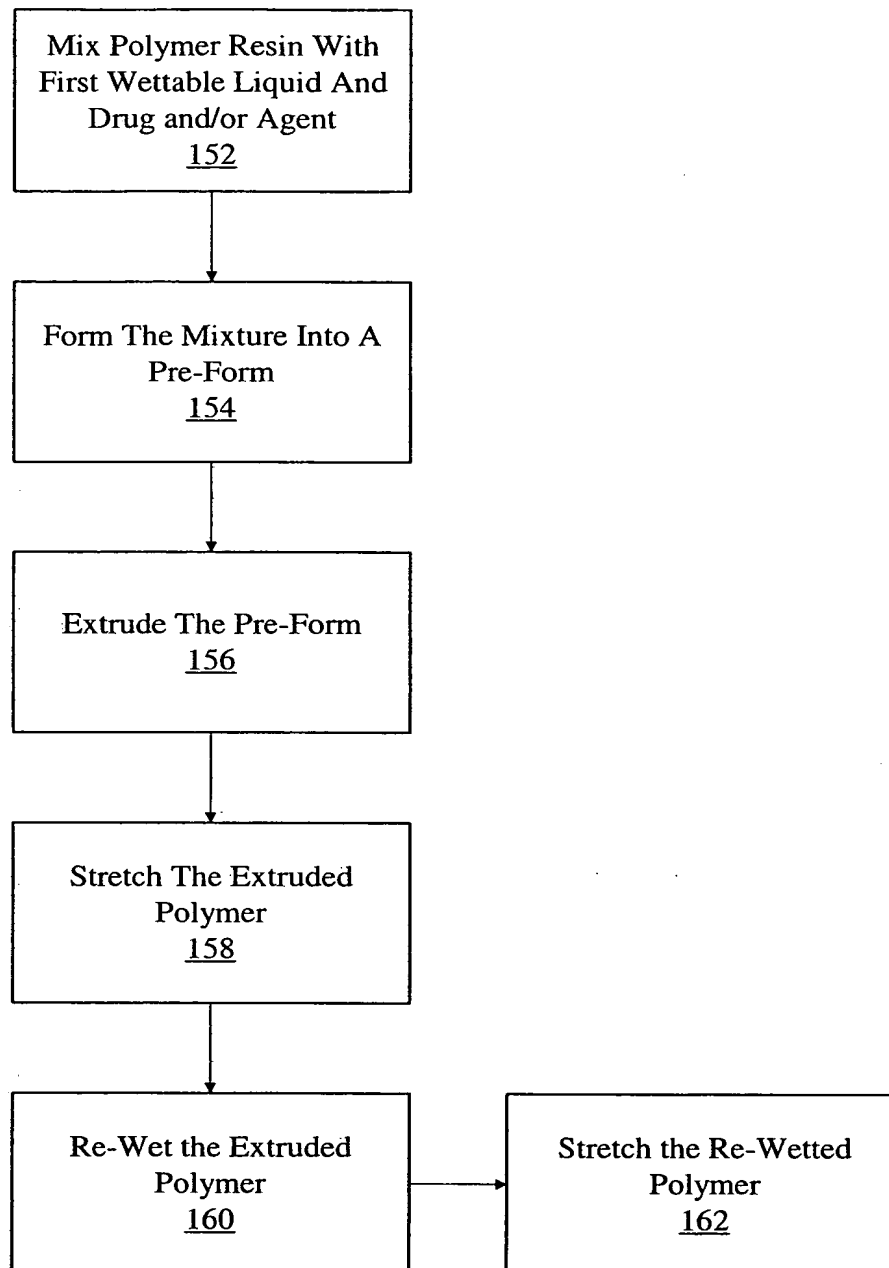 Mix Polymer Resin With
First Wettable Liquid And
Drug and/or Agent
152
Form The Mixture Into A
Pre-Form
154
Extrude The Pre-Form
156
Stretch The Extruded
Polymer
158
Re-Wet the Extruded
Polymer
160
Stretch the Re-Wetted
Polymer
162